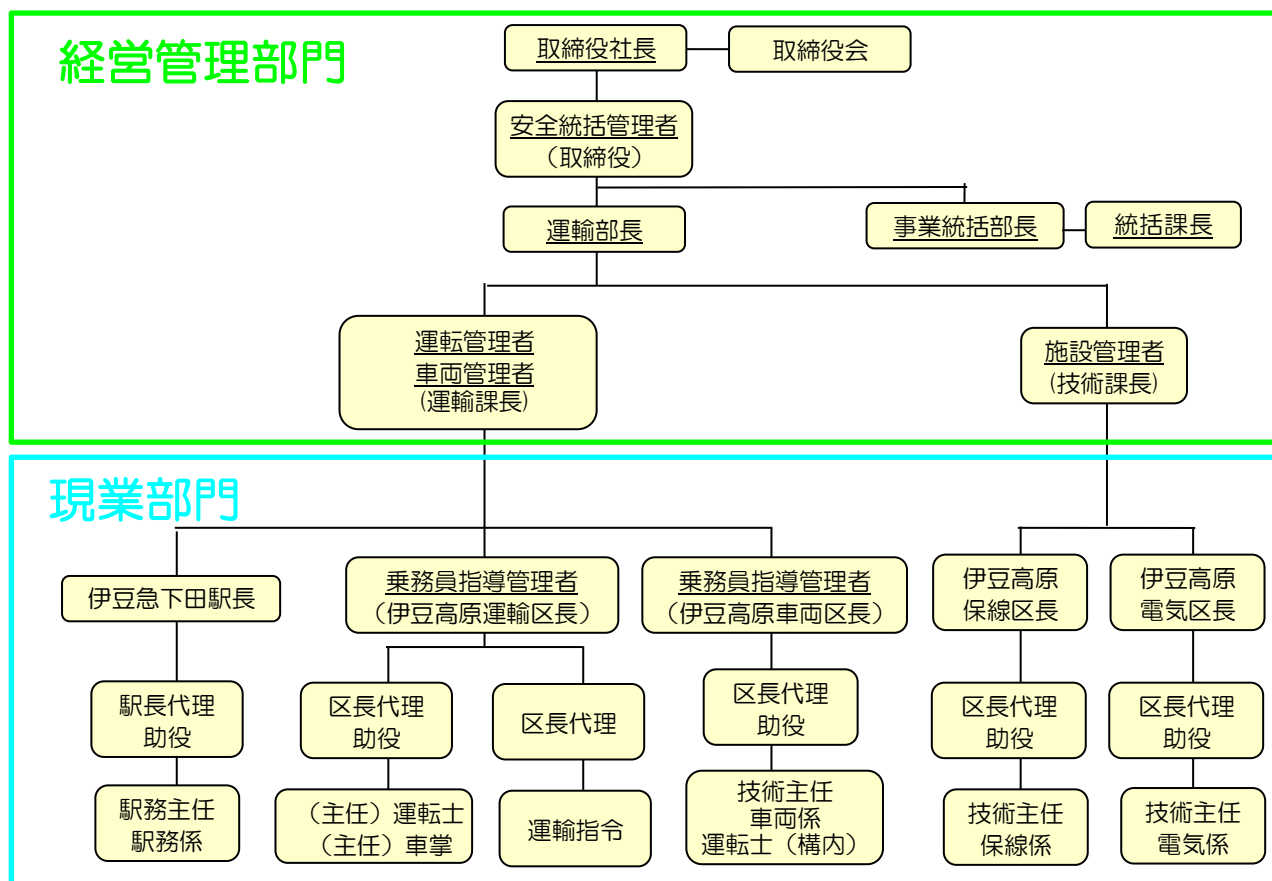 経営管理部門
取締役社長
取締役会
安全統括管理者
（取締役）
運輸部長
事業統括部長
統括課長
運転管理者
車両管理者
(運輸課長)
施設管理者
(技術課長)
現業部門
伊豆急下田駅長
乗務員指導管理者
（伊豆高原運輸区長）
乗務員指導管理者
（伊豆高原車両区長）
伊豆高原
保線区長
伊豆高原
電気区長
駅長代理
助役
区長代理
助役
区長代理
区長代理
助役
区長代理
助役
区長代理
助役
駅務主任
駅務係
（主任）運転士
（主任）車掌
運輸指令
技術主任
車両係
運転士（構内）
技術主任
保線係
技術主任
電気係